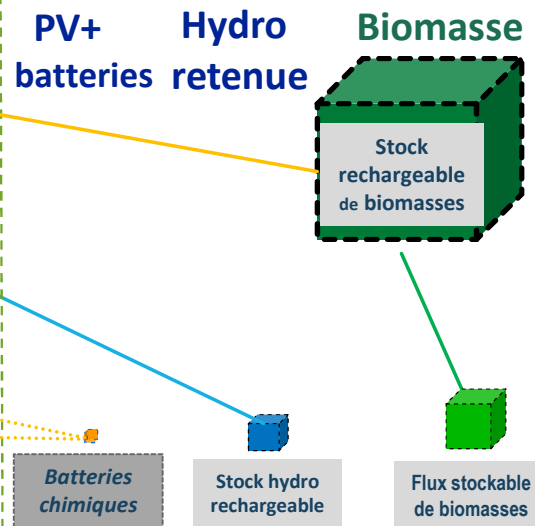 PV+
batteries
Hydro
retenue
Biomasse
Stock
rechargeable
de biomasses
Batteries
chimiques
Stock hydro
rechargeable
Flux stockable
de biomasses